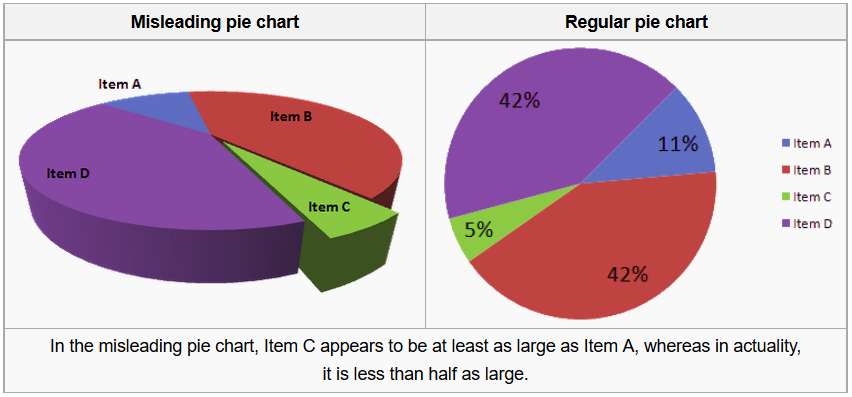 Misleading pie chart
Regular pie chart
Item A
Item B
Item D
Item C
42%
11%
5%
42%
Item A
Item B
Item C
Item D
In the misleading pie chart, Item C appears to be at least as large as Item A, whereas in actuality,
it is less than half as large.